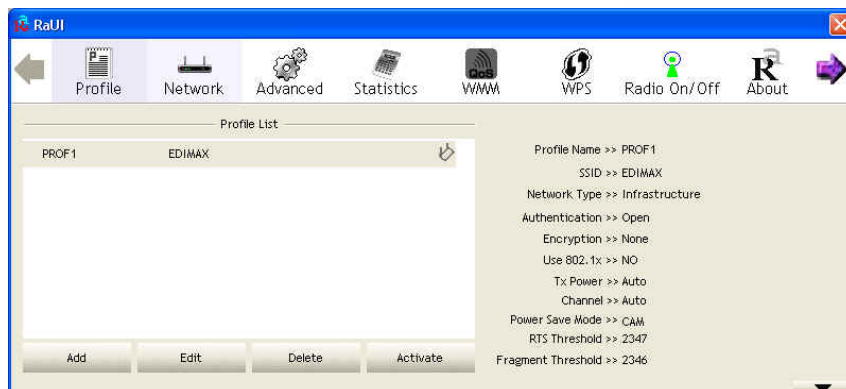 RaUI
Profile Network Advanced Statistics QoS WMM WPS Radio On/Off About
Profile List
PROF1 EDIMAX
Add Edit Delete Activate
Profile Name >> PROF1
SSID >> EDIMAX
Network Type >> Infrastructure
Authentication >> Open
Encryption >> None
Use 802.1x >> NO
Tx Power >> Auto
Channel >> Auto
Power Save Mode >> CAM
RTS Threshold >> 2347
Fragment Threshold >> 2346